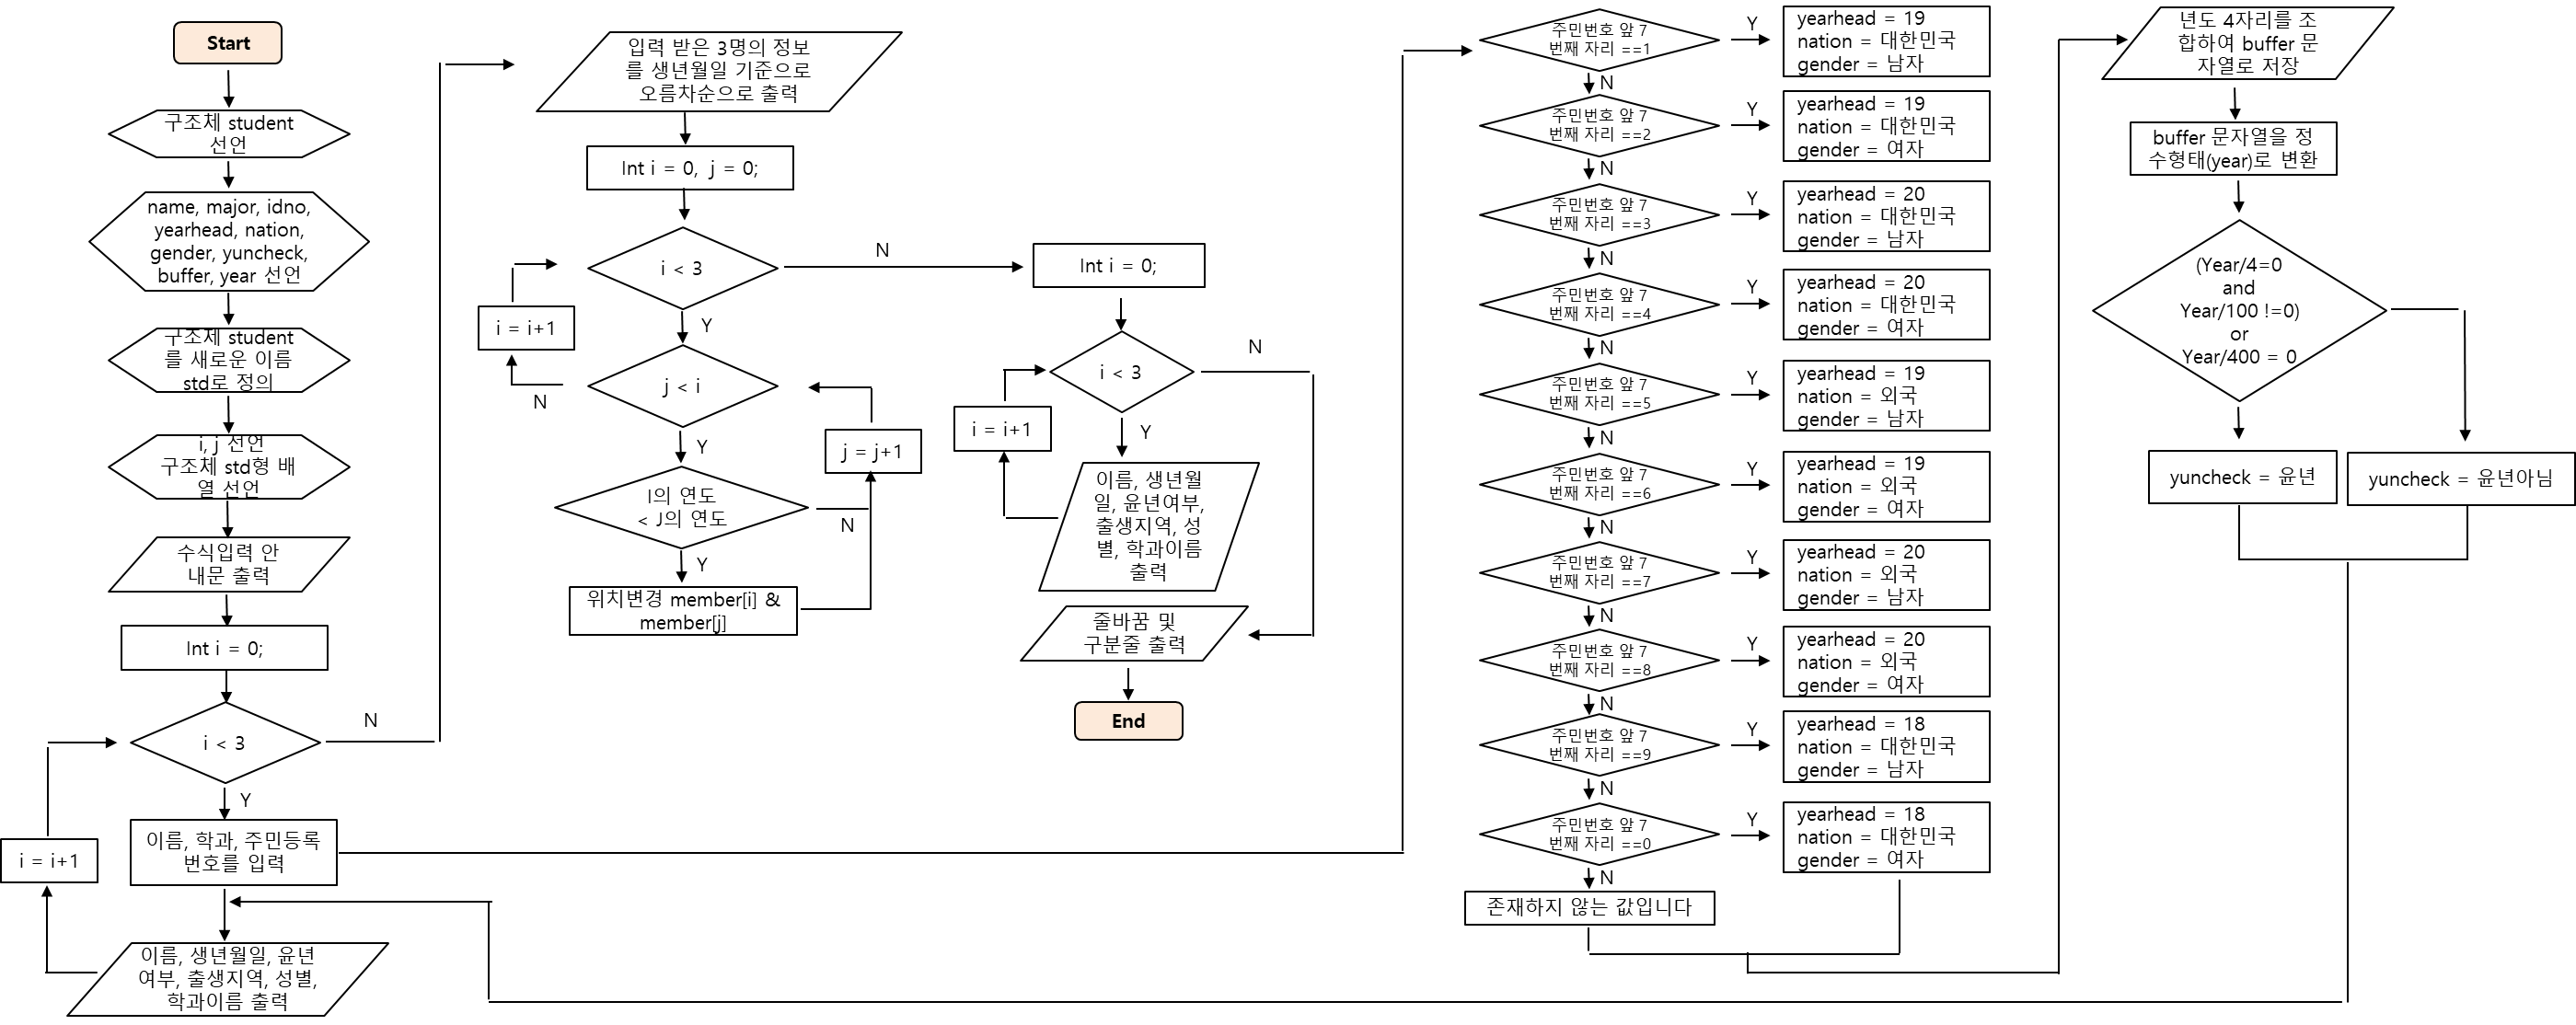 Start
구조체 student
선언
name, major, idno,
yearhead, nation,
gender, yuncheck,
buffer, year 선언
구조체 student
를 새로운 이름
std로 정의
i, j 선언
구조체 std형 배
열 선언
수식입력 안
내문 출력
Int i = 0;
i < 3
N
Y
i = i+1
이름, 학과, 주민등록
번호를 입력
이름, 생년월일, 윤년
여부, 출생지역, 성별,
학과이름 출력
입력 받은 3명의 정보
를 생년월일 기준으로
오름차순으로 출력
Int i = 0, j = 0;
i < 3
N
Y
i = i+1
j < i
N
Y
j = j+1
I의 연도
< J의 연도
N
Y
위치변경 member[i] &
member[j]
Int i = 0;
i < 3
N
Y
i = i+1
이름, 생년월
일, 윤년여부,
출생지역, 성
별, 학과이름
출력
줄바꿈 및
구분줄 출력
End
주민번호 앞 7
번째 자리 ==1
Y
yearhead = 19
nation = 대한민국
gender = 남자
N
주민번호 앞 7
번째 자리 ==2
Y
yearhead = 19
nation = 대한민국
gender = 여자
N
주민번호 앞 7
번째 자리 ==3
Y
yearhead = 20
nation = 대한민국
gender = 남자
N
주민번호 앞 7
번째 자리 ==4
Y
yearhead = 20
nation = 대한민국
gender = 여자
N
주민번호 앞 7
번째 자리 ==5
Y
yearhead = 19
nation = 외국
gender = 남자
N
주민번호 앞 7
번째 자리 ==6
Y
yearhead = 19
nation = 외국
gender = 여자
N
주민번호 앞 7
번째 자리 ==7
Y
yearhead = 20
nation = 외국
gender = 남자
N
주민번호 앞 7
번째 자리 ==8
Y
yearhead = 20
nation = 외국
gender = 여자
N
주민번호 앞 7
번째 자리 ==9
Y
yearhead = 18
nation = 대한민국
gender = 남자
N
주민번호 앞 7
번째 자리 ==0
Y
yearhead = 18
nation = 대한민국
gender = 여자
N
존재하지 않는 값입니다
년도 4자리를 조
합하여 buffer 문
자열로 저장
buffer 문자열을 정
수형태(year)로 변환
(Year/4=0
and
Year/100 !=0)
or
Year/400 = 0
yuncheck = 윤년
yuncheck = 윤년아님